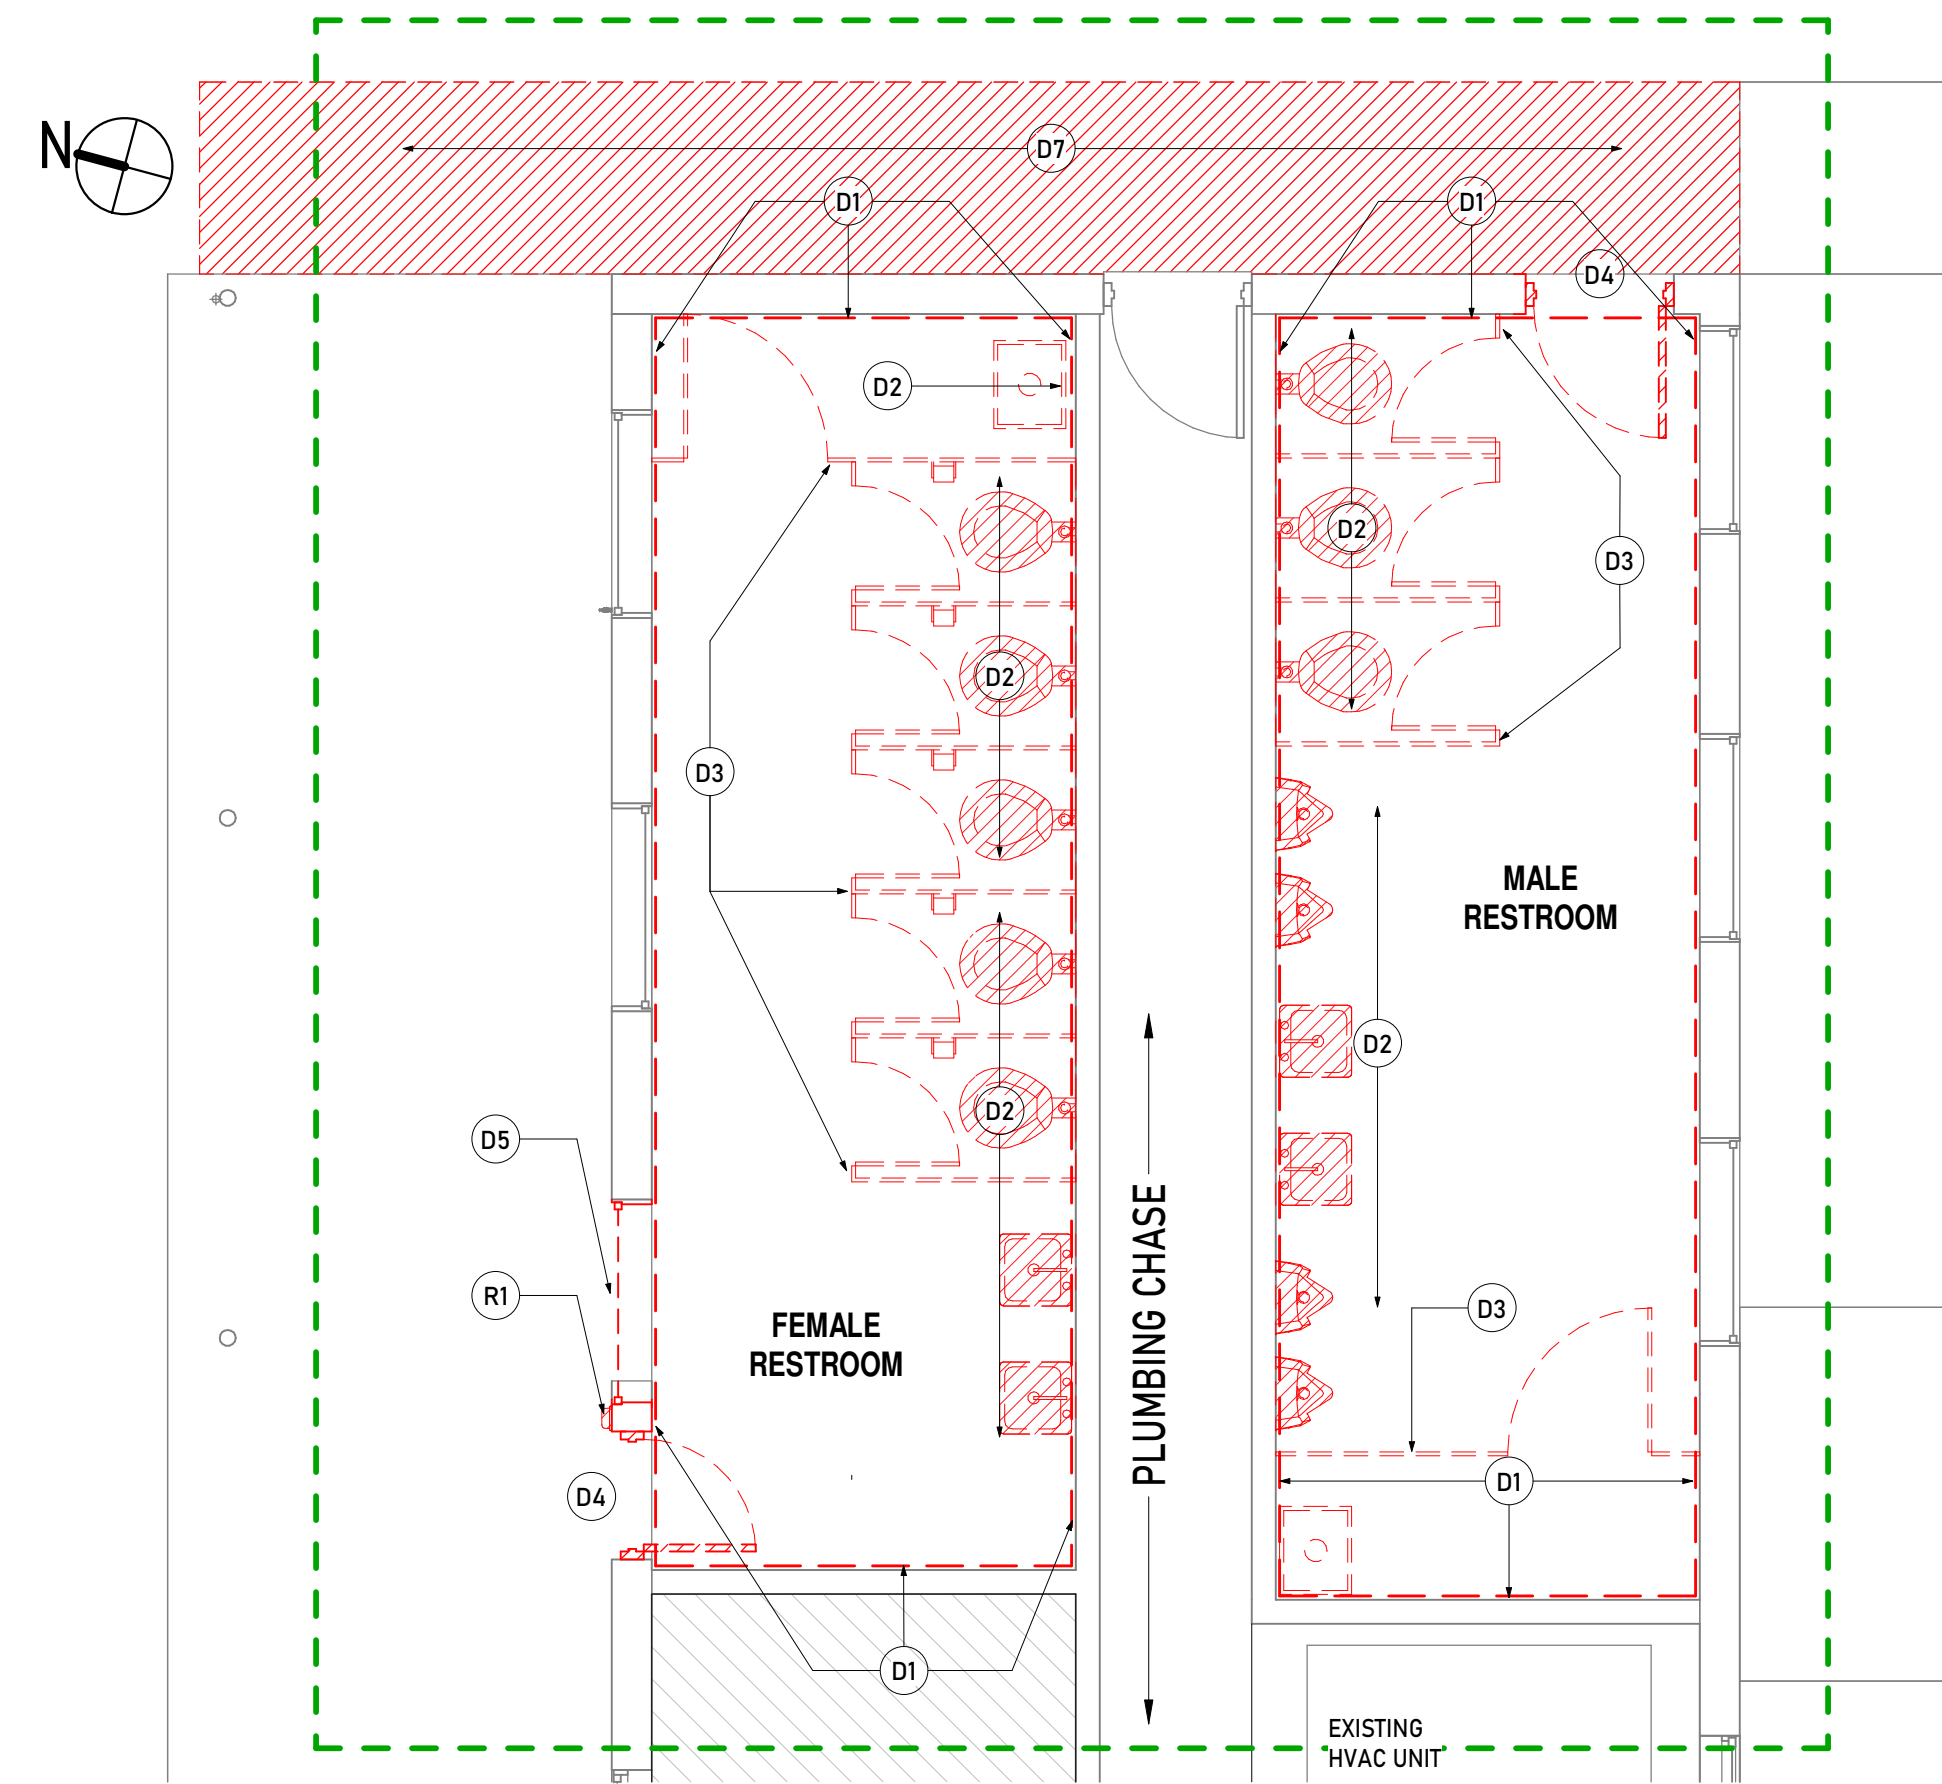 N
D7
D1
D1
D4
D2
D2
D3
D2
D3
MALE
RESTROOM
D2
D2
D5
R1
D3
FEMALE
RESTROOM
PLUMBING CHASE
D4
D1
D1
EXISTING
HVAC UNIT